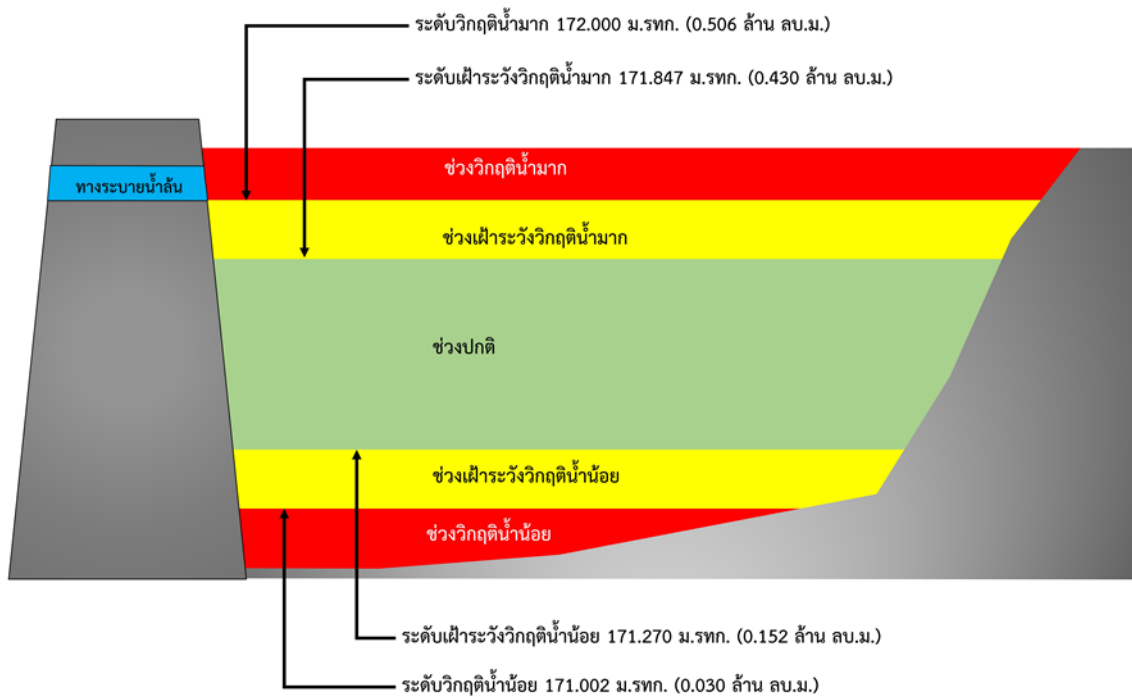 ระดับวิกฤติน้ำมาก 172.000 ม.รทก. (0.506 ล้าน ลบ.ม.)
ระดับเฝ้าระวังวิกฤติน้ำมาก 171.847 ม.รทก. (0.430 ล้าน ลบ.ม.)
ช่วงวิกฤติน้ำมาก
ทางระบายน้ำล้น
ช่วงเฝ้าระวังวิกฤติน้ำมาก
ช่วงปกติ
ช่วงเฝ้าระวังวิกฤติน้ำน้อย
ช่วงวิกฤติน้ำน้อย
ระดับเฝ้าระวังวิกฤติน้ำน้อย 171.270 ม.รทก. (0.152 ล้าน ลบ.ม.)
ระดับวิกฤติน้ำน้อย 171.002 ม.รทก. (0.030 ล้าน ลบ.ม.)